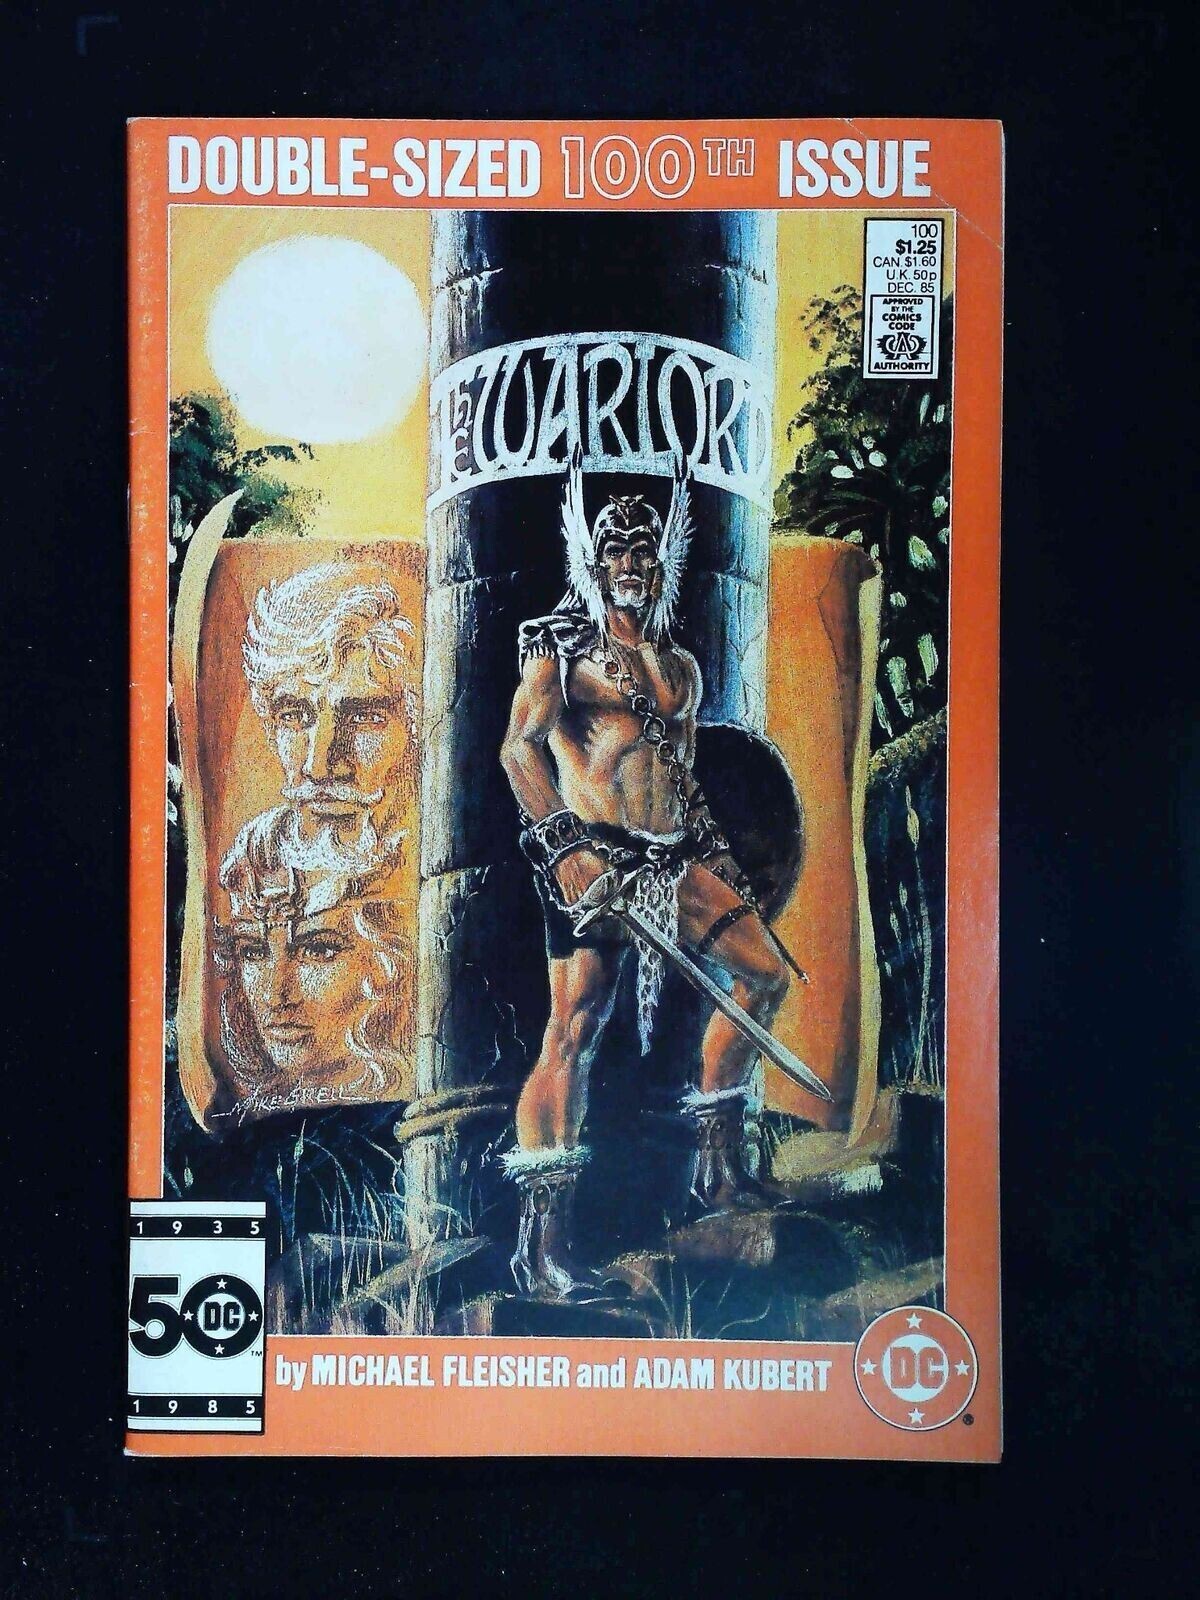 DOUBLE-SIZED 100TH ISSUE
100
$1.25
CAN. $1.60
U.K. 50p
DEC. 85
APPROVED
BY THE
COMICS
CODE
CA
AUTHORITY
The WARLORD
MIKE GRELL
1935
50 DC
TM
1985
by MICHAEL FLEISHER and ADAM KUBERT
DC
®